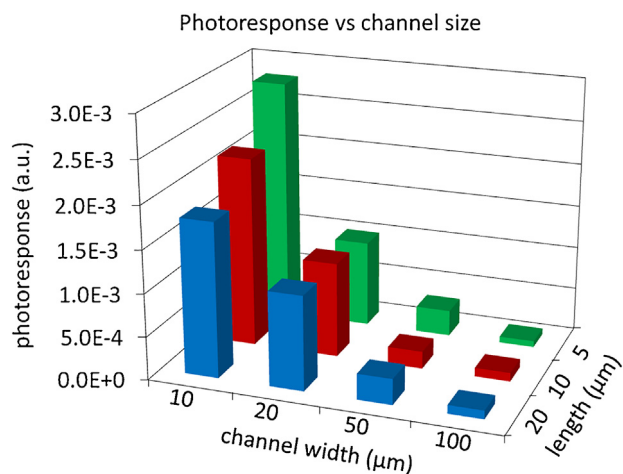 Photoresponse vs channel size
photoresponse (a.u.)
3.0E-3
2.5E-3
2.0E-3
1.5E-3
1.0E-3
5.0E-4
0.0E+0
10
20
50
100
channel width (μm)
20
10
5
length (μm)